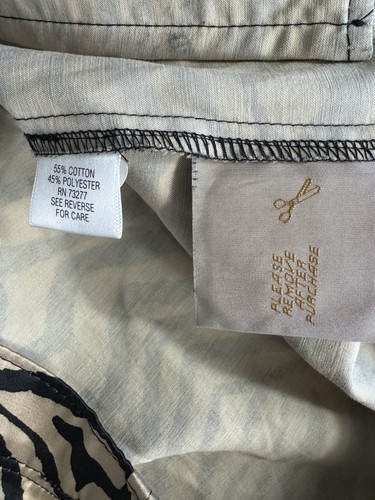 55% COTTON
45% POLYESTER
RN 73277
SEE REVERSE
FOR CARE
PLEASE
REMOVE
AFTER
PURCHASE